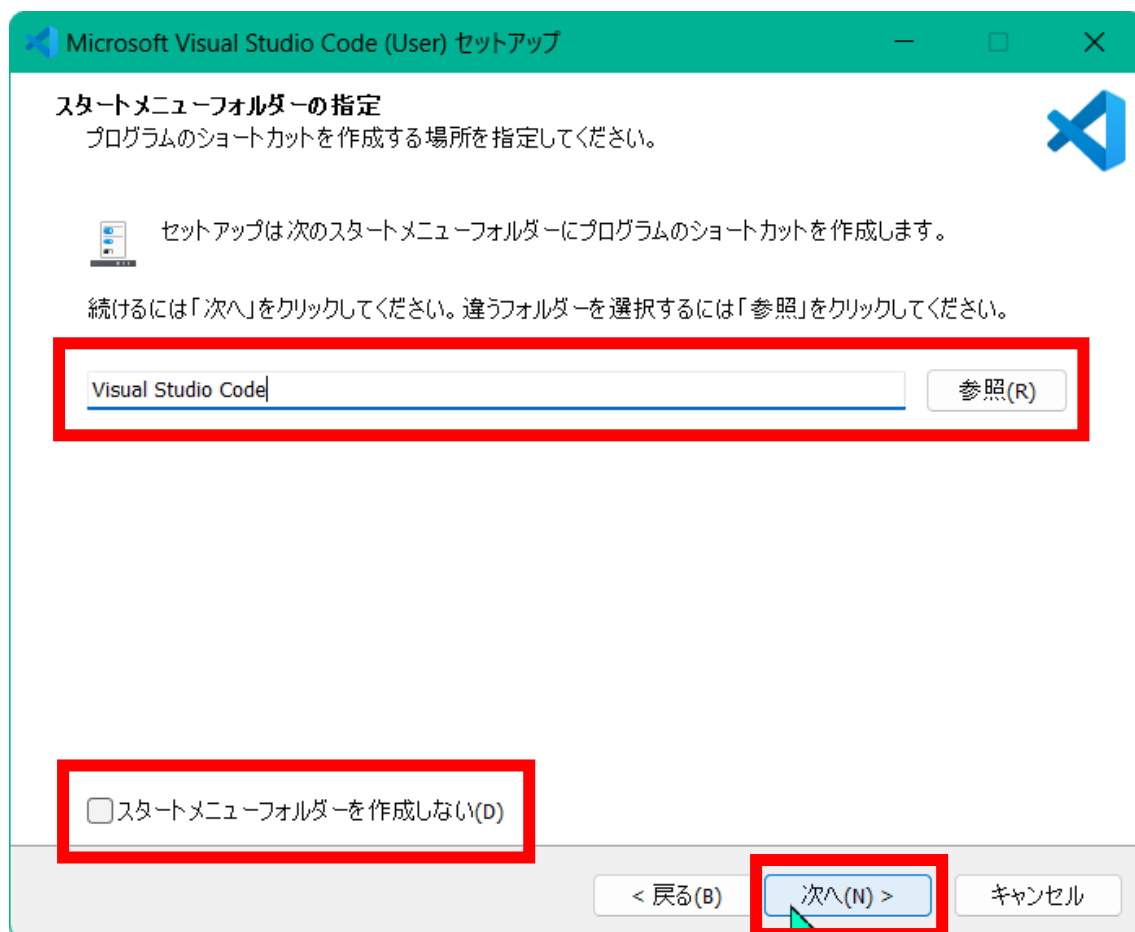 Microsoft Visual Studio Code (User) セットアップ
スタートメニューフォルダーの指定
プログラムのショートカットを作成する場所を指定してください。
セットアップは次のスタートメニューフォルダーにプログラムのショートカットを作成します。
続けるには「次へ」をクリックしてください。違うフォルダーを選択するには「参照」をクリックしてください。
Visual Studio Code
参照(R)
スタートメニューフォルダーを作成しない(D)
< 戻る(B)
次へ(N) >
キャンセル